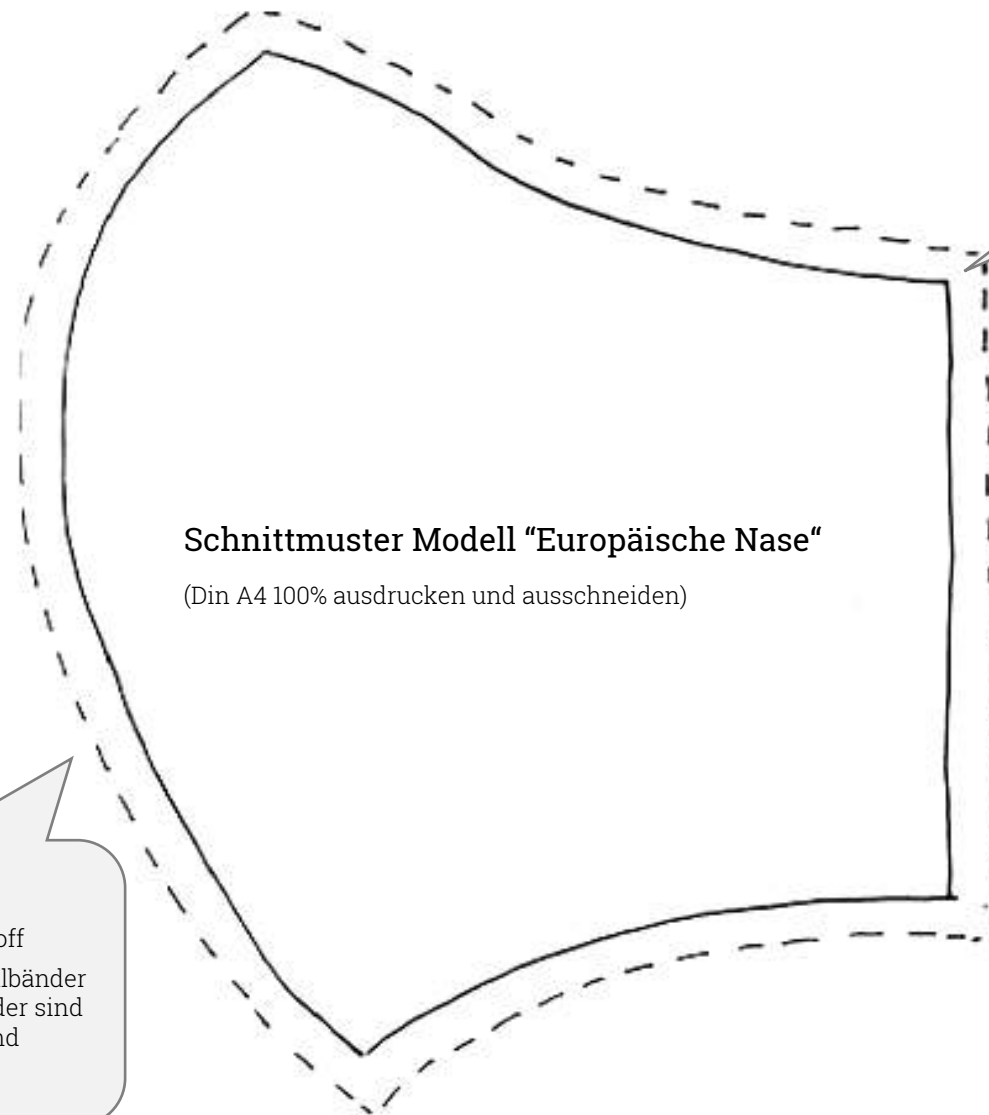 Schnittmuster Modell “Europäische Nase“
(Din A4 100% ausdrucken und ausschneiden)
off
lbänder
der sind
nd